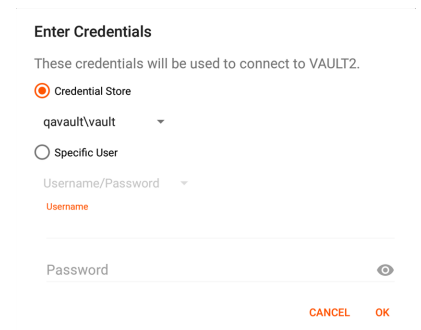 Enter Credentials
These credentials will be used to connect to VAULT2.
Credential Store
qavault\vault
Specific User
Username/Password
Username
Password
CANCEL OK